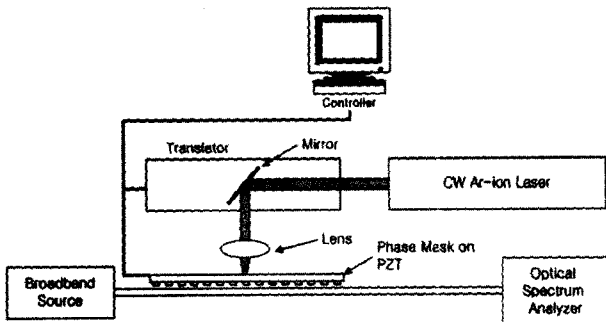 Controller
Translator
Mirror
CW Ar-ion Laser
Lens
Phase Mask on
PZT
Broadband
Source
Optical
Spectrum
Analyzer